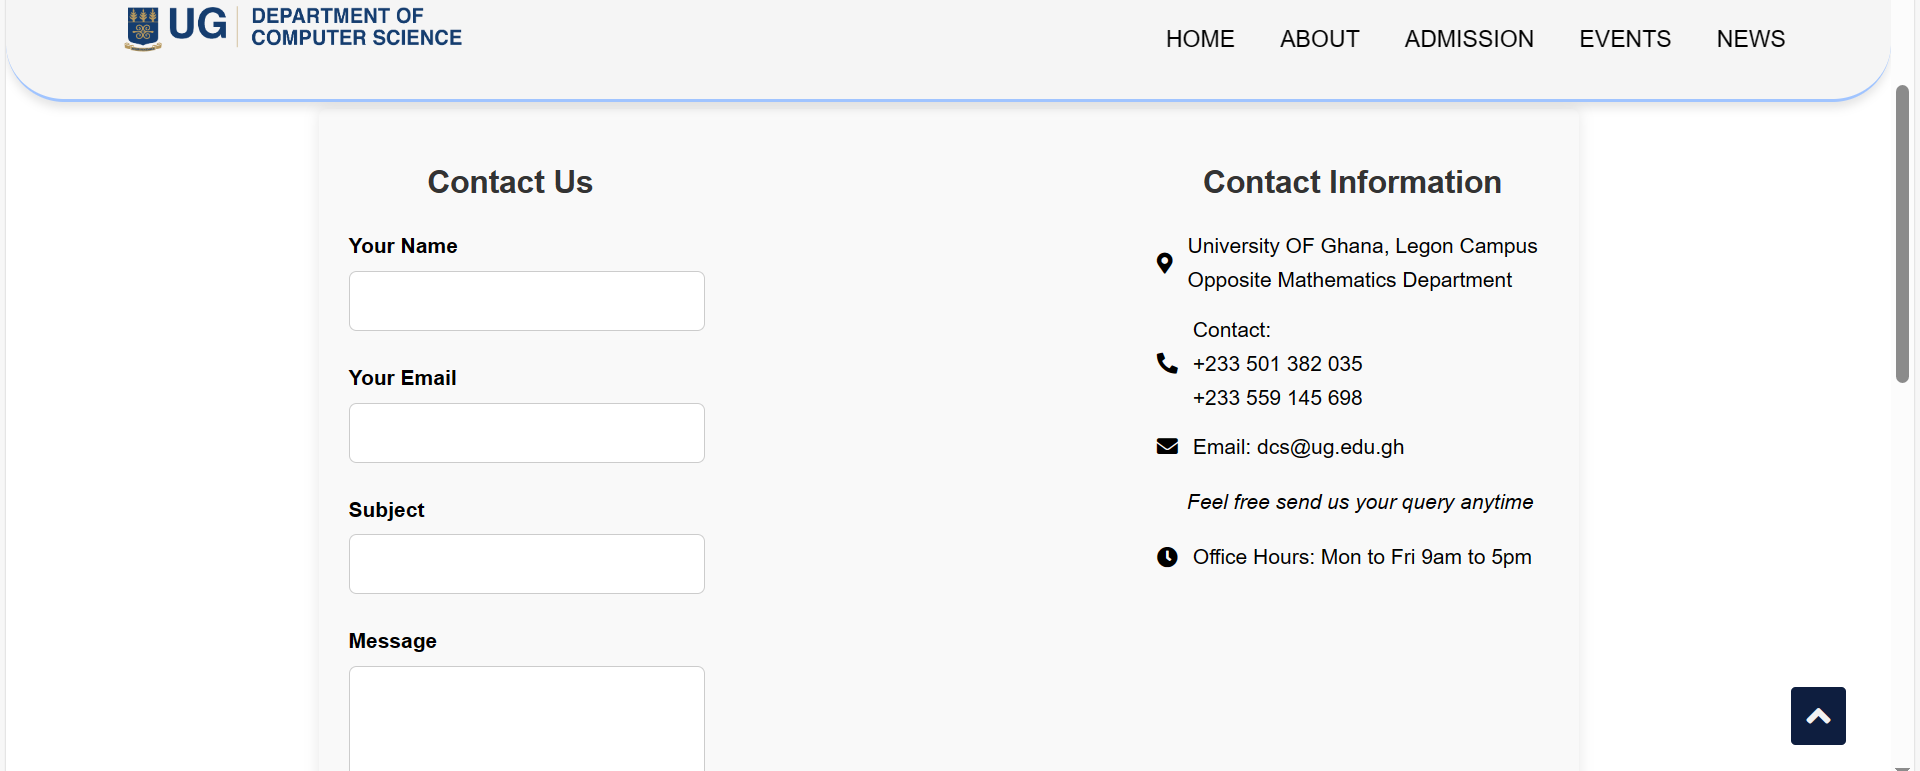 UG
DEPARTMENT OF
COMPUTER SCIENCE
HOME ABOUT ADMISSION EVENTS NEWS
Contact Us
Your Name
Your Email
Subject
Message
Contact Information
University OF Ghana, Legon Campus
Opposite Mathematics Department
Contact:
+233 501 382 035
+233 559 145 698
Email: dcs@ug.edu.gh
Feel free send us your query anytime
Office Hours: Mon to Fri 9am to 5pm